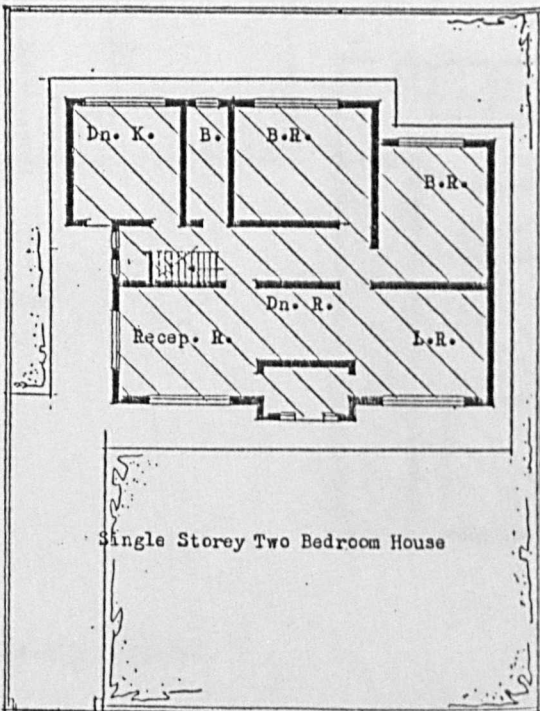 Dn. K.
B.
B.R.
B.R.
Dn. R.
Recep. R.
L.R.
Single Storey Two Bedroom House